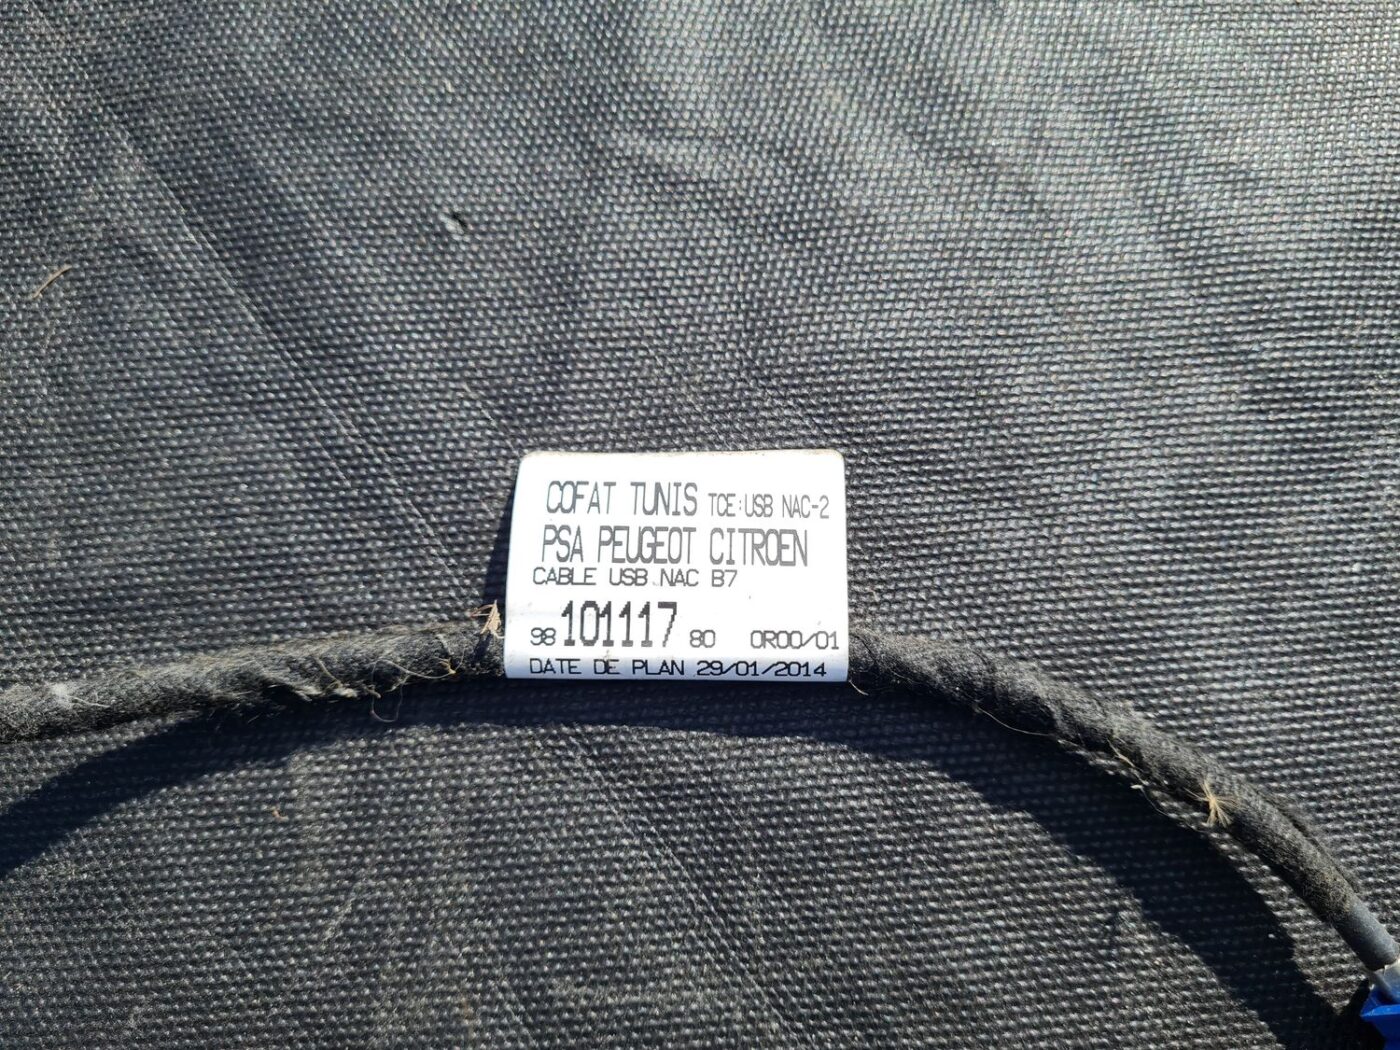 COFAT TUNIS TCE:USB NAC-2
PSA PEUGEOT CITROEN
CABLE USB NAC B7
98 101117 80 OR00/01
DATE DE PLAN 29/01/2014